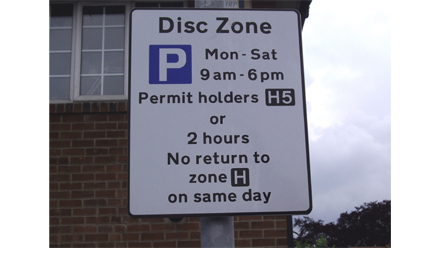 Disc Zone
P Mon - Sat
9 am - 6 pm
Permit holders H5
or
2 hours
No return to
zone H
on same day